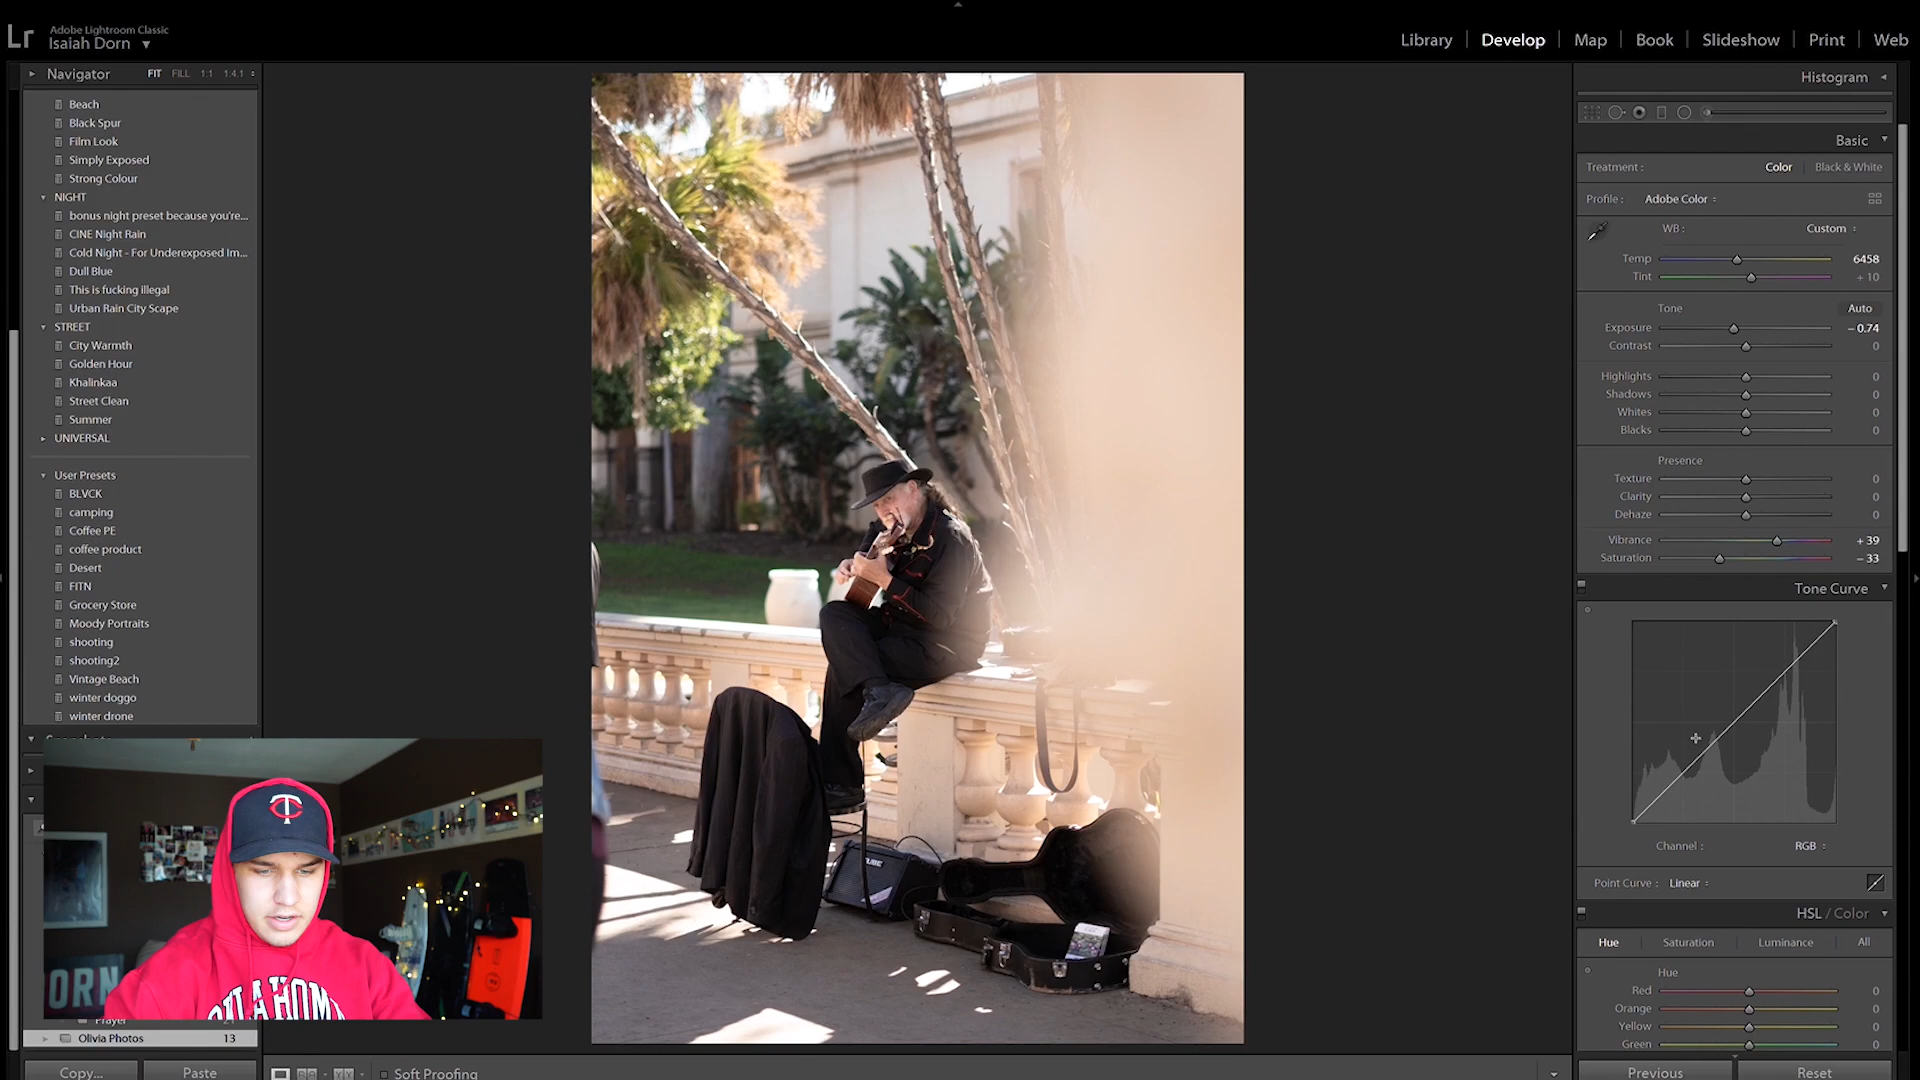 Lr
Adobe Lightroom Classic
Isaiah Dorn
Library
Develop
Map
Book
Slideshow
Print
Web
Navigator
FIT
FILL
1:1
1:4.1
Beach
Black Spur
Film Look
Simply Exposed
Strong Colour
NIGHT
bonus night preset because you're...
CINE Night Rain
Cold Night - For Underexposed Im...
Dull Blue
This is fucking illegal
Urban Rain City Scape
STREET
City Warmth
Golden Hour
Khalinkaa
Street Clean
Summer
UNIVERSAL
User Presets
BLVCK
camping
Coffee PE
coffee product
Desert
FITN
Grocery Store
Moody Portraits
shooting
shooting2
Vintage Beach
winter doggo
winter drone
Snapshots
DORN
OKLAHOMA
Prayer
Olivia Photos 13
Copy...
Paste
CUBE
Soft Proofing
Histogram
Basic
Treatment :
Color
Black & White
Profile :
Adobe Color
WB :
Custom
Temp 6458
Tint + 10
Tone
Auto
Exposure – 0.74
Contrast 0
Highlights 0
Shadows 0
Whites 0
Blacks 0
Presence
Texture 0
Clarity 0
Dehaze 0
Vibrance + 39
Saturation – 33
Tone Curve
Channel :
RGB
Point Curve :
Linear
HSL / Color
Hue
Saturation
Luminance
All
Hue
Red 0
Orange 0
Yellow 0
Green 0
Previous
Reset